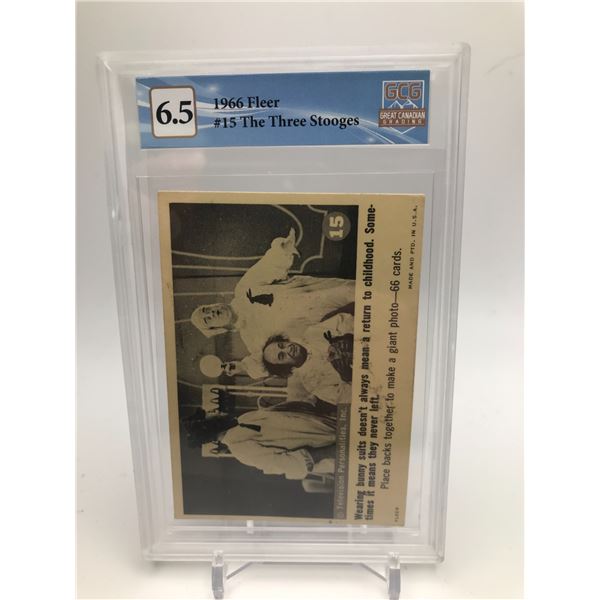 6.5
1966 Fleer
#15 The Three Stooges
GCG
GREAT CANADIAN
GRADING
15
© Television Personalities, Inc.
Wearing bunny suits doesn't always mean a return to childhood. Some-
times it means they never left.
Place backs together to make a giant photo—66 cards.
FLEER
MADE AND PTD. IN U.S.A.